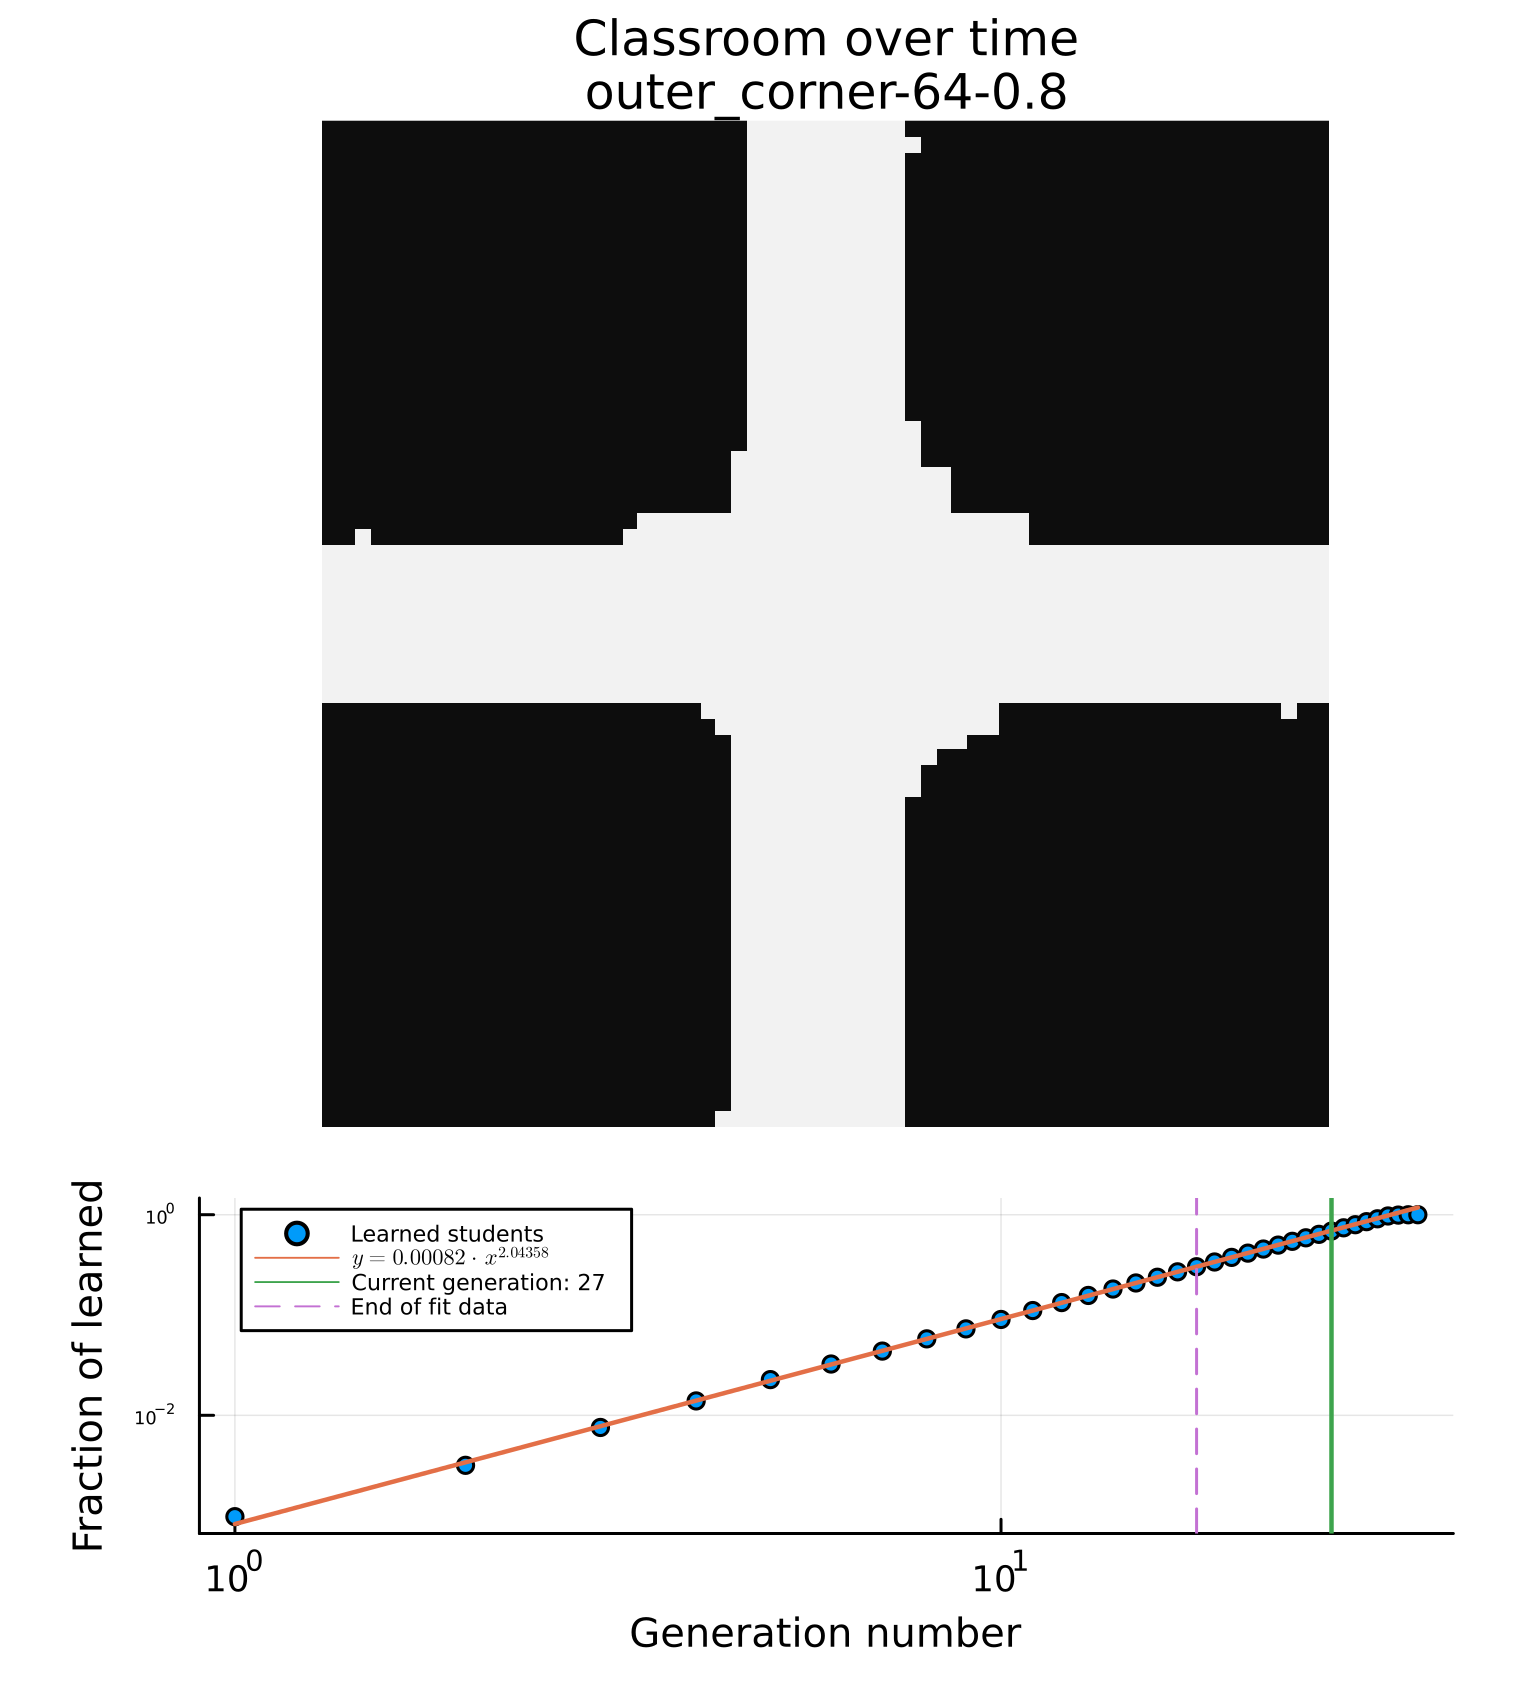 Classroom over time
outer_corner-64-0.8
Fraction of learned
10^0
10^-2
Learned students
y = 0.00082 · x^2.04358
Current generation: 27
End of fit data
10^0
10^1
Generation number